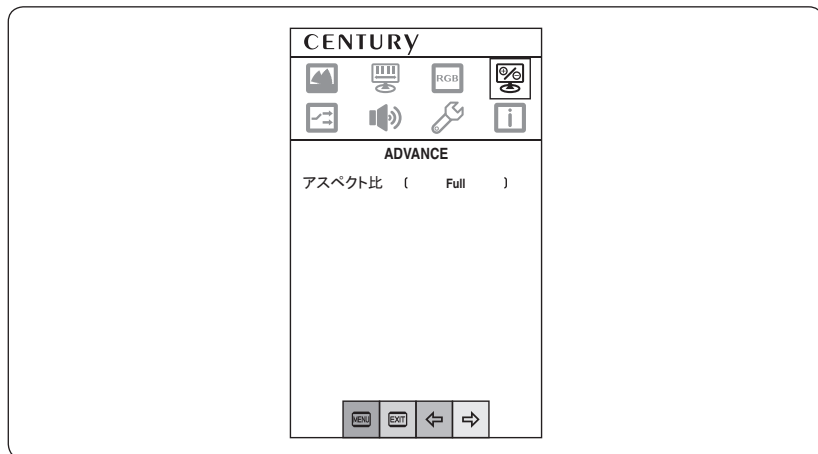 CENTURY
RGB
ADVANCE
アスペクト比 ( Full )
MENU EXIT